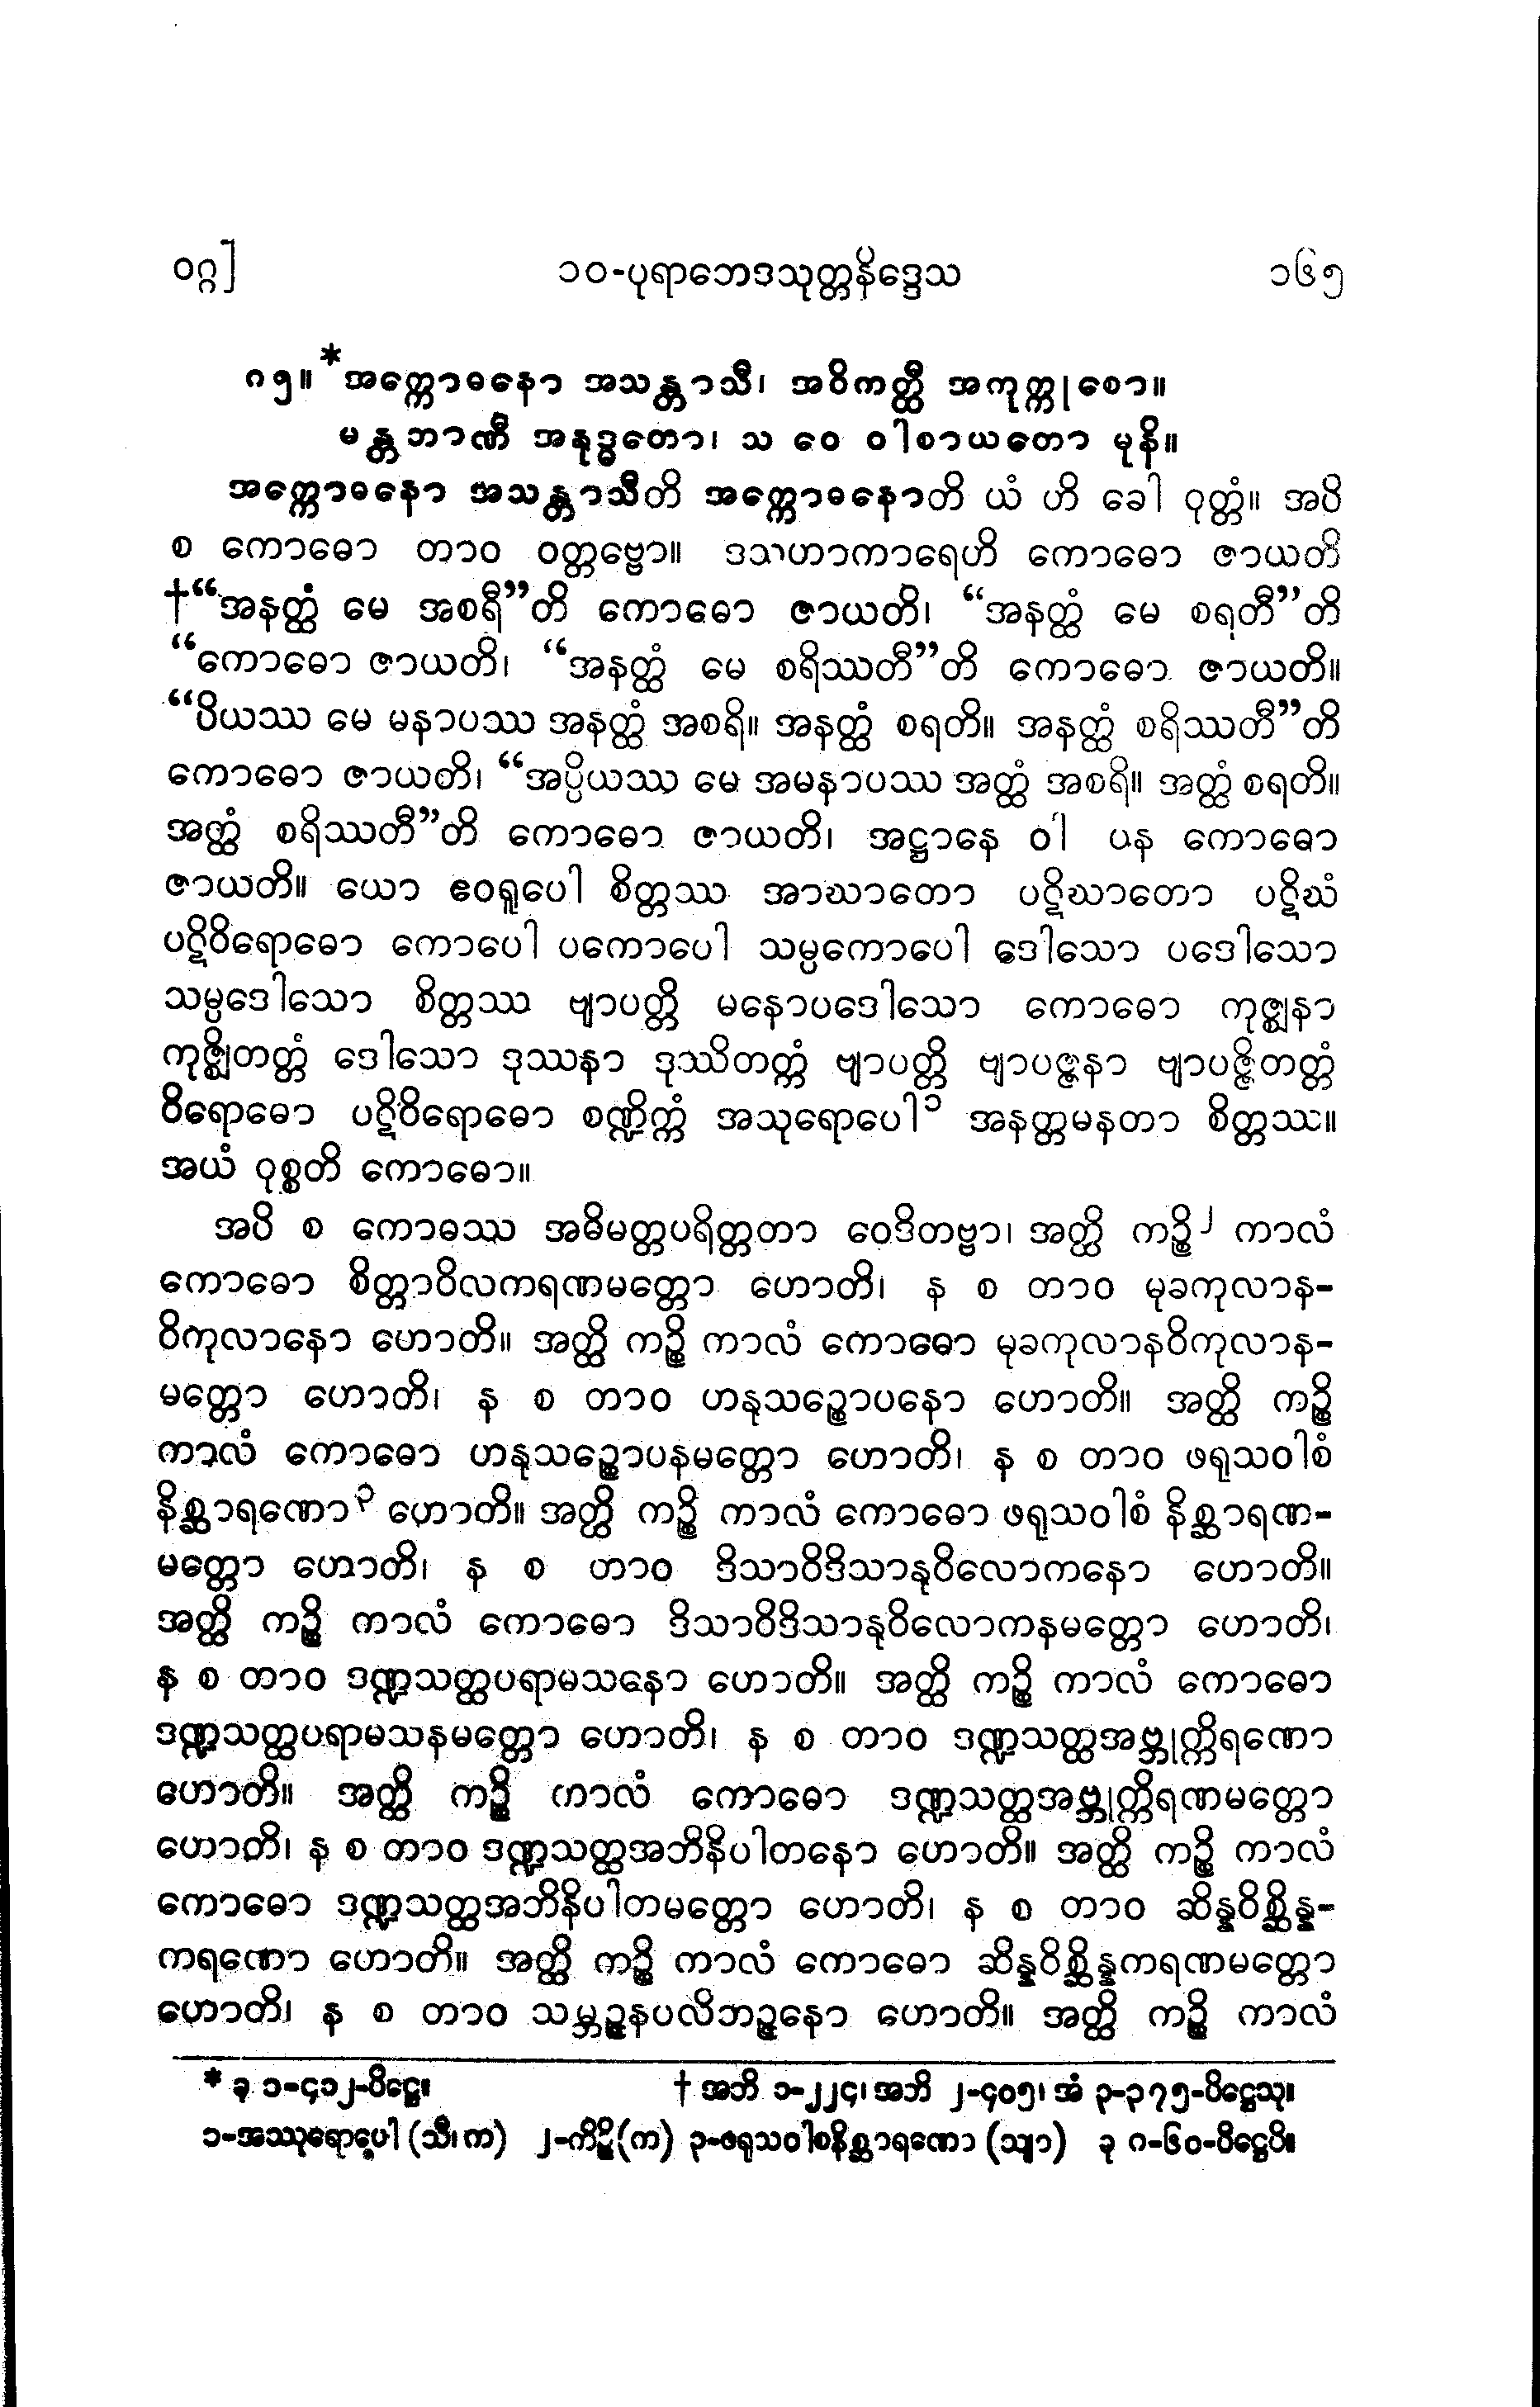 ဝဂ္ဂ]
၁၀-ပုရာဘေဒသုတ္တနိဒ္ဒေသ
၁၆၅
၈၅။ *အက္ကောဓနော အသန္တာသီ၊ အဝိကတ္ထီ အကုက္ကုစော။
မန္တဘာဏီ အနုဒ္ဓတော၊ သ ဝေ ဝါစာယတော မုနိ။
အက္ကောဓနော အသန္တာသီတိ အက္ကောဓနောတိ ယံ ဟိ ခေါ ဝုတ္တံ။ အပိ
စ ကောဓော တာဝ ဝတ္တဗ္ဗော။ ဒသဟာကာရေဟိ ကောဓော ဇာယတိ
†“အနတ္ထံ မေ အစရီ”တိ ကောဓော ဇာယတိ၊ “အနတ္ထံ မေ စရတီ”တိ
“ကောဓော ဇာယတိ၊ “အနတ္ထံ မေ စရိဿတီ”တိ ကောဓော ဇာယတိ။
“ပိယဿ မေ မနာပဿ အနတ္ထံ အစရိ။ အနတ္ထံ စရတိ။ အနတ္ထံ စရိဿတီ”တိ
ကောဓော ဇာယတိ၊ “အပ္ပိယဿ မေ အမနာပဿ အတ္ထံ အစရိ။ အတ္ထံ စရတိ။
အတ္ထံ စရိဿတီ”တိ ကောဓော ဇာယတိ၊ အဋ္ဌာနေ ဝါ ပန ကောဓော
ဇာယတိ။ ယော ဧဝရူပေါ စိတ္တဿ အာဃာတော ပဋိဃာတော ပဋိဃံ
ပဋိဝိရောဓော ကောပေါ ပကောပေါ သမ္ပကောပေါ ဒေါသော ပဒေါသော
သမ္ပဒေါသော စိတ္တဿ ဗျာပတ္တိ မနောပဒေါသော ကောဓော ကုဇ္ဈနာ
ကုဇ္ဈိတတ္တံ ဒေါသော ဒုဿနာ ဒုဿိတတ္တံ ဗျာပတ္တိ ဗျာပဇ္ဇနာ ဗျာပဇ္ဇိတတ္တံ
ဝိရောဓော ပဋိဝိရောဓော စဏ္ဍိက္ကံ အသုရောပေါ၁ အနတ္တမနတာ စိတ္တဿ။
အယံ ဝုစ္စတိ ကောဓော။
အပိ စ ကောဓဿ အဓိမတ္တပရိတ္တတာ ဝေဒိတဗ္ဗာ၊ အတ္ထိ ကဉ္စိ၂ ကာလံ
ကောဓော စိတ္တာဝိလကရဏမတ္တော ဟောတိ၊ န စ တာဝ မုခကုလာန-
ဝိကုလာနော ဟောတိ။ အတ္ထိ ကဉ္စိ ကာလံ ကောဓော မုခကုလာနဝိကုလာန-
မတ္တော ဟောတိ၊ န စ တာဝ ဟနုသဉ္စောပနော ဟောတိ။ အတ္ထိ ကဉ္စိ
ကာလံ ကောဓော ဟနုသဉ္စောပနမတ္တော ဟောတိ၊ န စ တာဝ ဖရုသဝါစံ
နိစ္ဆာရဏော၃ ဟောတိ။ အတ္ထိ ကဉ္စိ ကာလံ ကောဓော ဖရုသဝါစံ နိစ္ဆာရဏ-
မတ္တော ဟောတိ၊ န စ တာဝ ဒိသာဝိဒိသာနုဝိလောကနော ဟောတိ။
အတ္ထိ ကဉ္စိ ကာလံ ကောဓော ဒိသာဝိဒိသာနုဝိလောကနမတ္တော ဟောတိ၊
န စ တာဝ ဒဏ္ဍသတ္ထပရာမသနော ဟောတိ။ အတ္ထိ ကဉ္စိ ကာလံ ကောဓော
ဒဏ္ဍသတ္ထပရာမသနမတ္တော ဟောတိ၊ န စ တာဝ ဒဏ္ဍသတ္ထအဗ္ဘုက္ကိရဏော
ဟောတိ။ အတ္ထိ ကဉ္စိ ကာလံ ကောဓော ဒဏ္ဍသတ္ထအဗ္ဘုက္ကိရဏမတ္တော
ဟောတိ၊ န စ တာဝ ဒဏ္ဍသတ္ထအဘိနိပါတနော ဟောတိ။ အတ္ထိ ကဉ္စိ ကာလံ
ကောဓော ဒဏ္ဍသတ္ထအဘိနိပါတမတ္တော ဟောတိ၊ န စ တာဝ ဆိန္နဝိစ္ဆိန္န-
ကရဏော ဟောတိ။ အတ္ထိ ကဉ္စိ ကာလံ ကောဓော ဆိန္နဝိစ္ဆိန္နကရဏမတ္တော
ဟောတိ၊ န စ တာဝ သမ္ဘဉ္ဇနပလိဘဉ္ဇနော ဟောတိ။ အတ္ထိ ကဉ္စိ ကာလံ
* ခု ၁-၄၁၂-ပိဋ္ဌေ။ † အဘိ ၁-၂၂၄၊ အဘိ ၂-၄၀၅၊ အံ ၃-၃၇၅-ပိဋ္ဌေသု။
၁-အဿုရောပေါ (သီ၊ က) ၂-ကိဉ္စိ(က) ၃-ဖရုသဝါစနိစ္ဆာရဏော (သျာ) ခု ၈-၆၀-ပိဋ္ဌေပိ။